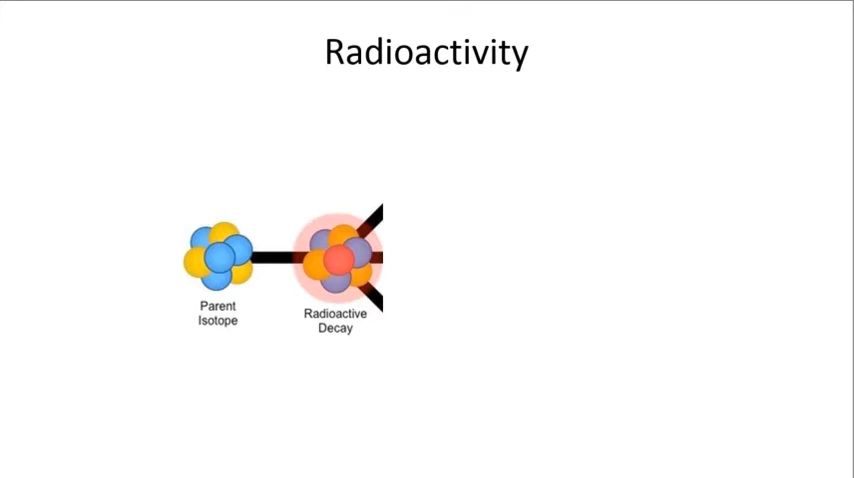 Radioactivity
Parent
Isotope
Radioactive
Decay